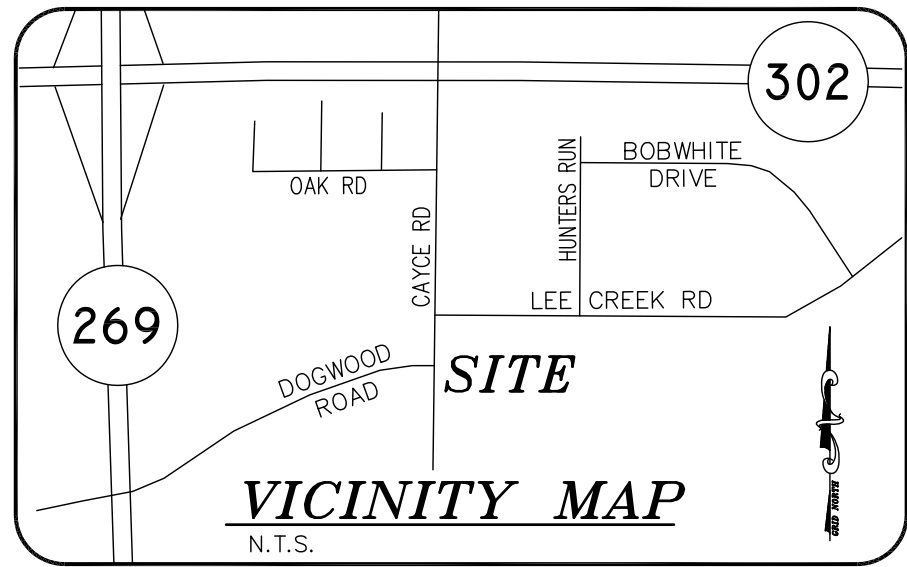 302
BOBWHITE
DRIVE
HUNTERS RUN
OAK RD
CAYCE RD
LEE CREEK RD
269
DOGWOOD
ROAD
SITE
VICINITY MAP
N.T.S.
GRID NORTH